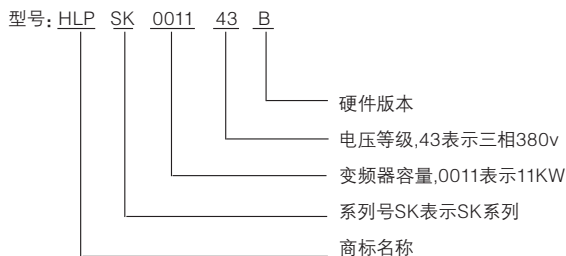 型号: HLP SK 0011 43 B
硬件版本
电压等级,43表示三相380v
变频器容量,0011表示11KW
系列号SK表示SK系列
商标名称